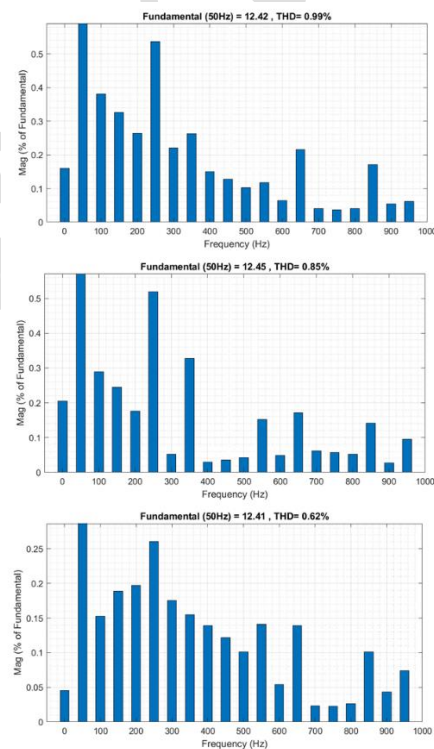 Fundamental (50Hz) = 12.42 , THD= 0.99%
Mag (% of Fundamental)
0.5
0.4
0.3
0.2
0.1
0
0 100 200 300 400 500 600 700 800 900 1000
Frequency (Hz)
Fundamental (50Hz) = 12.45 , THD= 0.85%
Mag (% of Fundamental)
0.5
0.4
0.3
0.2
0.1
0
0 100 200 300 400 500 600 700 800 900 1000
Frequency (Hz)
Fundamental (50Hz) = 12.41 , THD= 0.62%
Mag (% of Fundamental)
0.25
0.2
0.15
0.1
0.05
0
0 100 200 300 400 500 600 700 800 900 1000
Frequency (Hz)